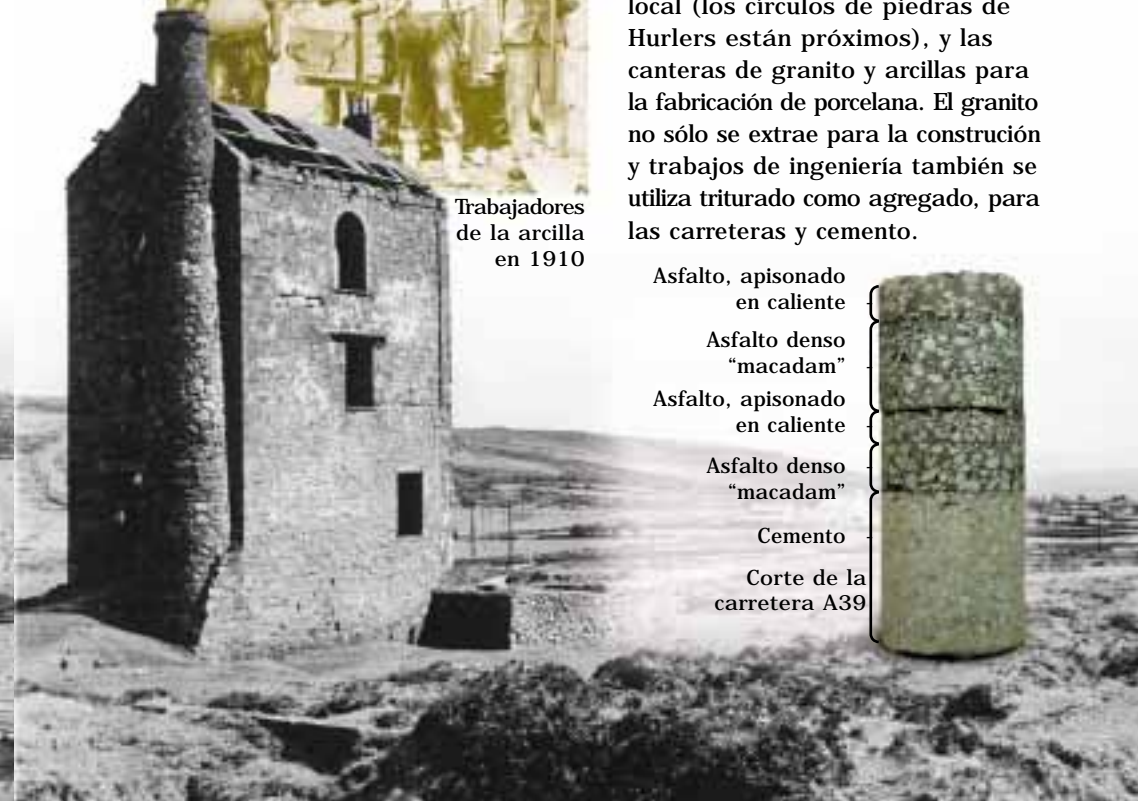 local (los círculos de piedras de
Hurlers están próximos), y las
canteras de granito y arcillas para
la fabricación de porcelana. El granito
no sólo se extrae para la construción
y trabajos de ingeniería también se
utiliza triturado como agregado, para
las carreteras y cemento.
Trabajadores
de la arcilla
en 1910
Asfalto, apisonado
en caliente
Asfalto denso
“macadam”
Asfalto, apisonado
en caliente
Asfalto denso
“macadam”
Cemento
Corte de la
carretera A39